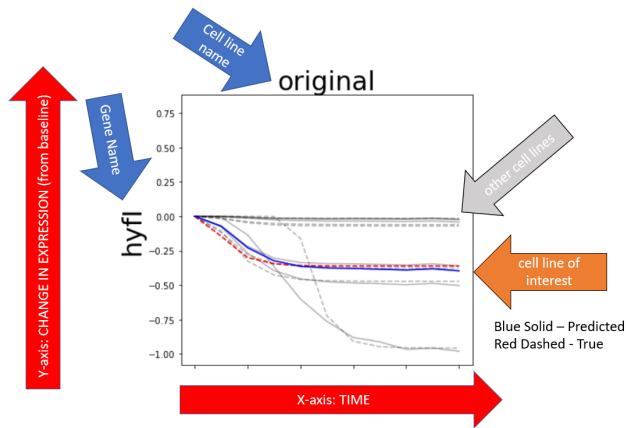 Cell line
name
original
Gene Name
Y-axis: CHANGE IN EXPRESSION (from baseline)
hyfl
0.75
0.50
0.25
0.00
−0.25
−0.50
−0.75
−1.00
other cell lines
cell line of
interest
Blue Solid – Predicted
Red Dashed - True
X-axis: TIME